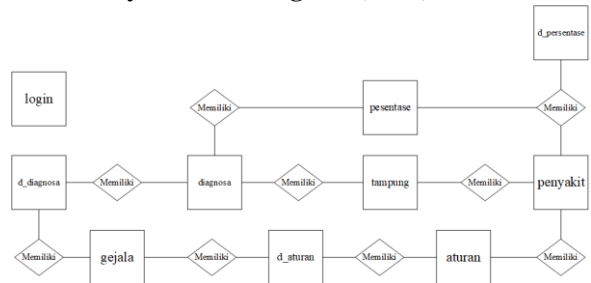 d_persentase
login
Memiliki
pesentase
Memiliki
d_diagnosa
Memiliki
diagnosa
Memiliki
tampung
Memiliki
penyakit
Memiliki
gejala
Memiliki
d_aturan
Memiliki
aturan
Memiliki